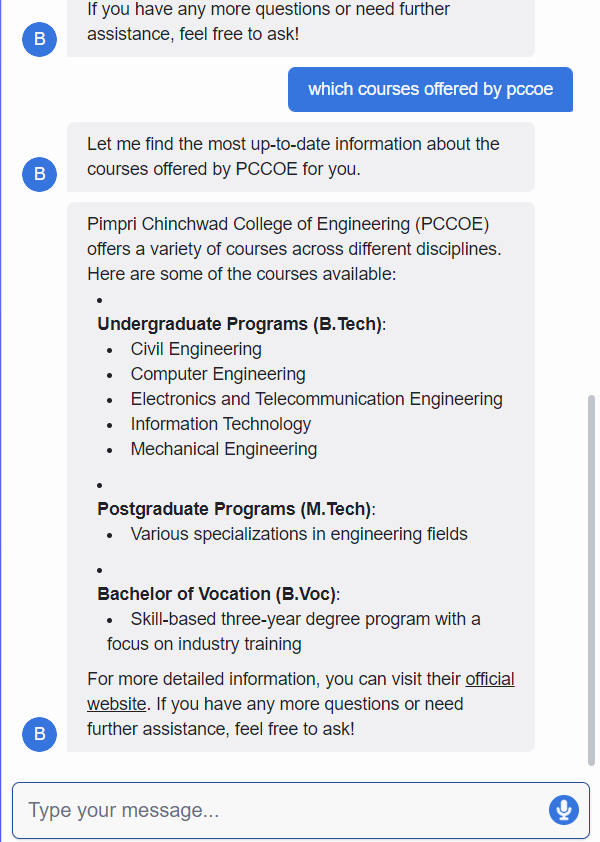 If you have any more questions or need further
assistance, feel free to ask!
B
which courses offered by pccoe
Let me find the most up-to-date information about the
courses offered by PCCOE for you.
B
Pimpri Chinchwad College of Engineering (PCCOE)
offers a variety of courses across different disciplines.
Here are some of the courses available:
•
Undergraduate Programs (B.Tech):
• Civil Engineering
• Computer Engineering
• Electronics and Telecommunication Engineering
• Information Technology
• Mechanical Engineering
•
Postgraduate Programs (M.Tech):
• Various specializations in engineering fields
•
Bachelor of Vocation (B.Voc):
• Skill-based three-year degree program with a
focus on industry training
For more detailed information, you can visit their official
website. If you have any more questions or need
further assistance, feel free to ask!
B
Type your message...